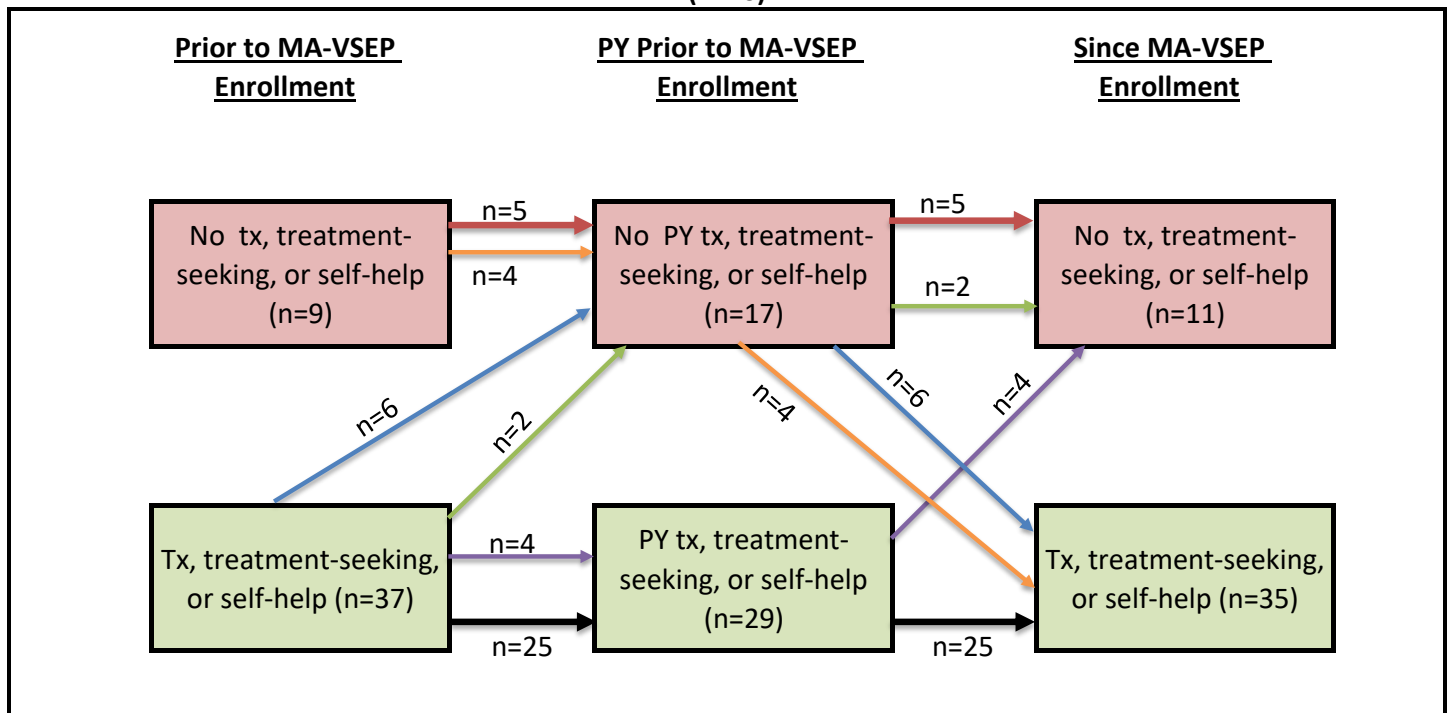 Prior to MA-VSEP
Enrollment
PY Prior to MA-VSEP
Enrollment
Since MA-VSEP
Enrollment
No tx, treatment-
seeking, or self-help
(n=9)
n=5
n=4
No PY tx, treatment-
seeking, or self-help
(n=17)
n=5
n=2
No tx, treatment-
seeking, or self-help
(n=11)
n=6
n=2
n=4
n=6
n=4
Tx, treatment-seeking,
or self-help (n=37)
n=4
n=25
PY tx, treatment-
seeking, or self-help
(n=29)
n=25
Tx, treatment-seeking,
or self-help (n=35)